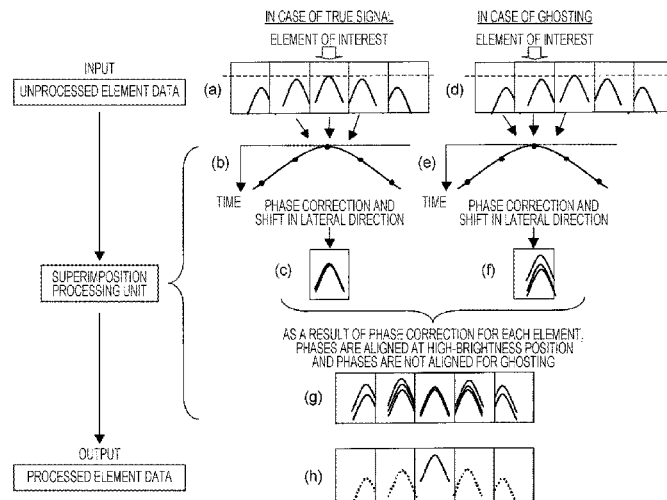 IN CASE OF TRUE SIGNAL
IN CASE OF GHOSTING
ELEMENT OF INTEREST
ELEMENT OF INTEREST
INPUT
UNPROCESSED ELEMENT DATA
(a)
(d)
(b)
(e)
TIME
TIME
PHASE CORRECTION AND
SHIFT IN LATERAL DIRECTION
PHASE CORRECTION AND
SHIFT IN LATERAL DIRECTION
(c)
(f)
SUPERIMPOSITION
PROCESSING UNIT
AS A RESULT OF PHASE CORRECTION FOR EACH ELEMENT,
PHASES ARE ALIGNED AT HIGH-BRIGHTNESS POSITION
AND PHASES ARE NOT ALIGNED FOR GHOSTING
(g)
(h)
OUTPUT
PROCESSED ELEMENT DATA